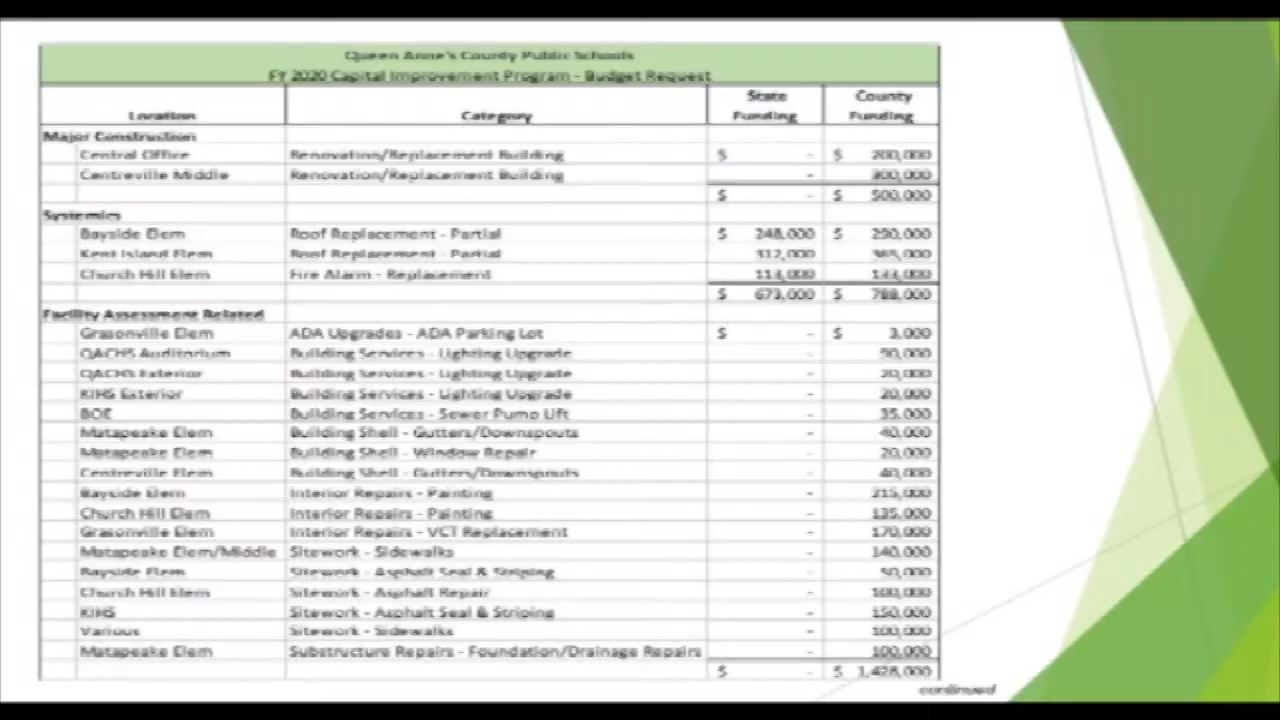 Queen Anne's County Public Schools
FY 2020 Capital Improvement Program - Budget Request
Location Category State Funding County Funding
Major Construction
Central Office Renovation/Replacement Building $ - $ 200,000
Centreville Middle Renovation/Replacement Building - 300,000
$ - $ 500,000
Systemics
Bayside Elem Roof Replacement - Partial $ 248,000 $ 290,000
Kent Island Elem Roof Replacement - Partial 312,000 365,000
Church Hill Elem Fire Alarm - Replacement 113,000 133,000
$ 673,000 $ 788,000
Facility Assessment Related
Grasonville Elem ADA Upgrades - ADA Parking Lot $ - $ 3,000
QACHS Auditorium Building Services - Lighting Upgrade -
QACHS Exterior Building Services - Lighting Upgrade - 20,000
KIHS Exterior Building Services - Lighting Upgrade - 20,000
BOE Building Services - Sewer Pump Lift - 35,000
Matapeake Elem Building Shell - Gutters/Downspouts - 40,000
Matapeake Elem Building Shell - Window Repair - 20,000
Centreville Elem Building Shell - Gutters/Downspouts - 40,000
Bayside Elem Interior Repairs - Painting - 215,000
Church Hill Elem Interior Repairs - Painting - 135,000
Grasonville Elem Interior Repairs - VCT Replacement - 170,000
Matapeake Elem/Middle Sitework - Sidewalks - 140,000
Bayside Elem Sitework - Asphalt Seal & Striping -
Church Hill Elem Sitework - Asphalt Repair - 100,000
KIHS Sitework - Asphalt Seal & Striping - 150,000
Various Sitework - Sidewalks - 100,000
Matapeake Elem Substructure Repairs - Foundation/Drainage Repairs - 100,000
$ - $ 1,428,000
continued